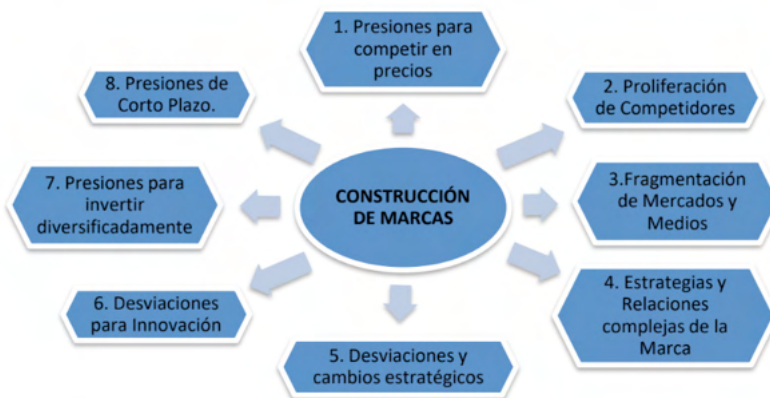 CONSTRUCCIÓN
DE MARCAS
1. Presiones para
competir en
precios
2. Proliferación
de Competidores
3.Fragmentación
de Mercados y
Medios
4. Estrategias y
Relaciones
complejas de la
Marca
5. Desviaciones y
cambios estratégicos
6. Desviaciones
para Innovación
7. Presiones para
invertir
diversificadamente
8. Presiones de
Corto Plazo.